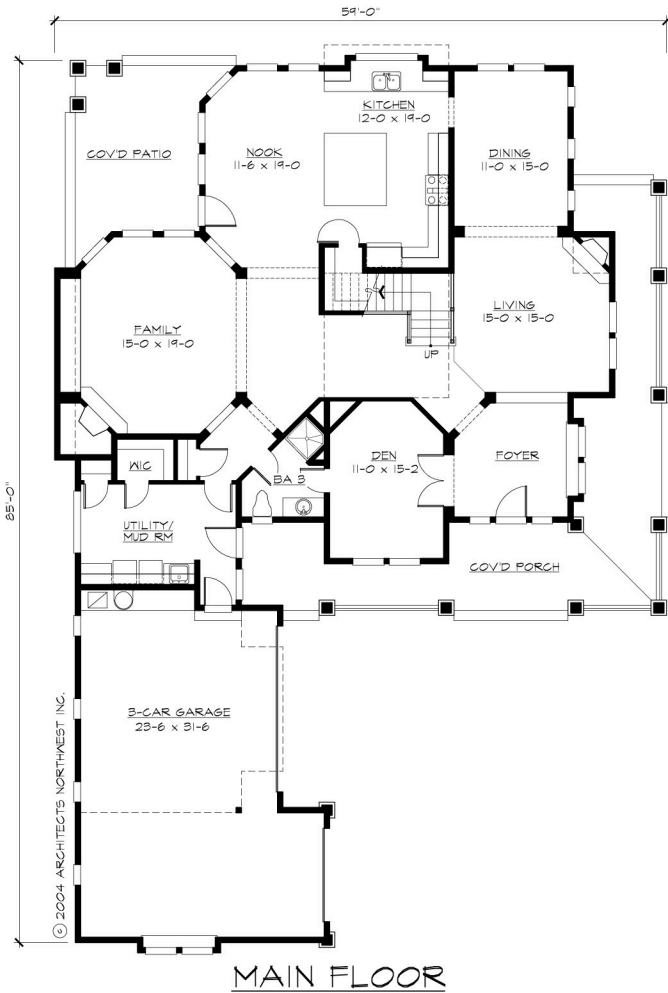 59'-0"
KITCHEN
12-0 x 19-0
NOOK
11-6 x 19-0
COV'D PATIO
DINING
11-0 x 15-0
FAMILY
15-0 x 19-0
LIVING
15-0 x 15-0
UP
DEN
11-0 x 15-2
FOYER
WIC
BA 3
UTILITY/
MUD RM
COV'D PORCH
85'-0"
3-CAR GARAGE
23-6 x 31-6
© 2004 ARCHITECTS NORTHWEST INC.
MAIN FLOOR